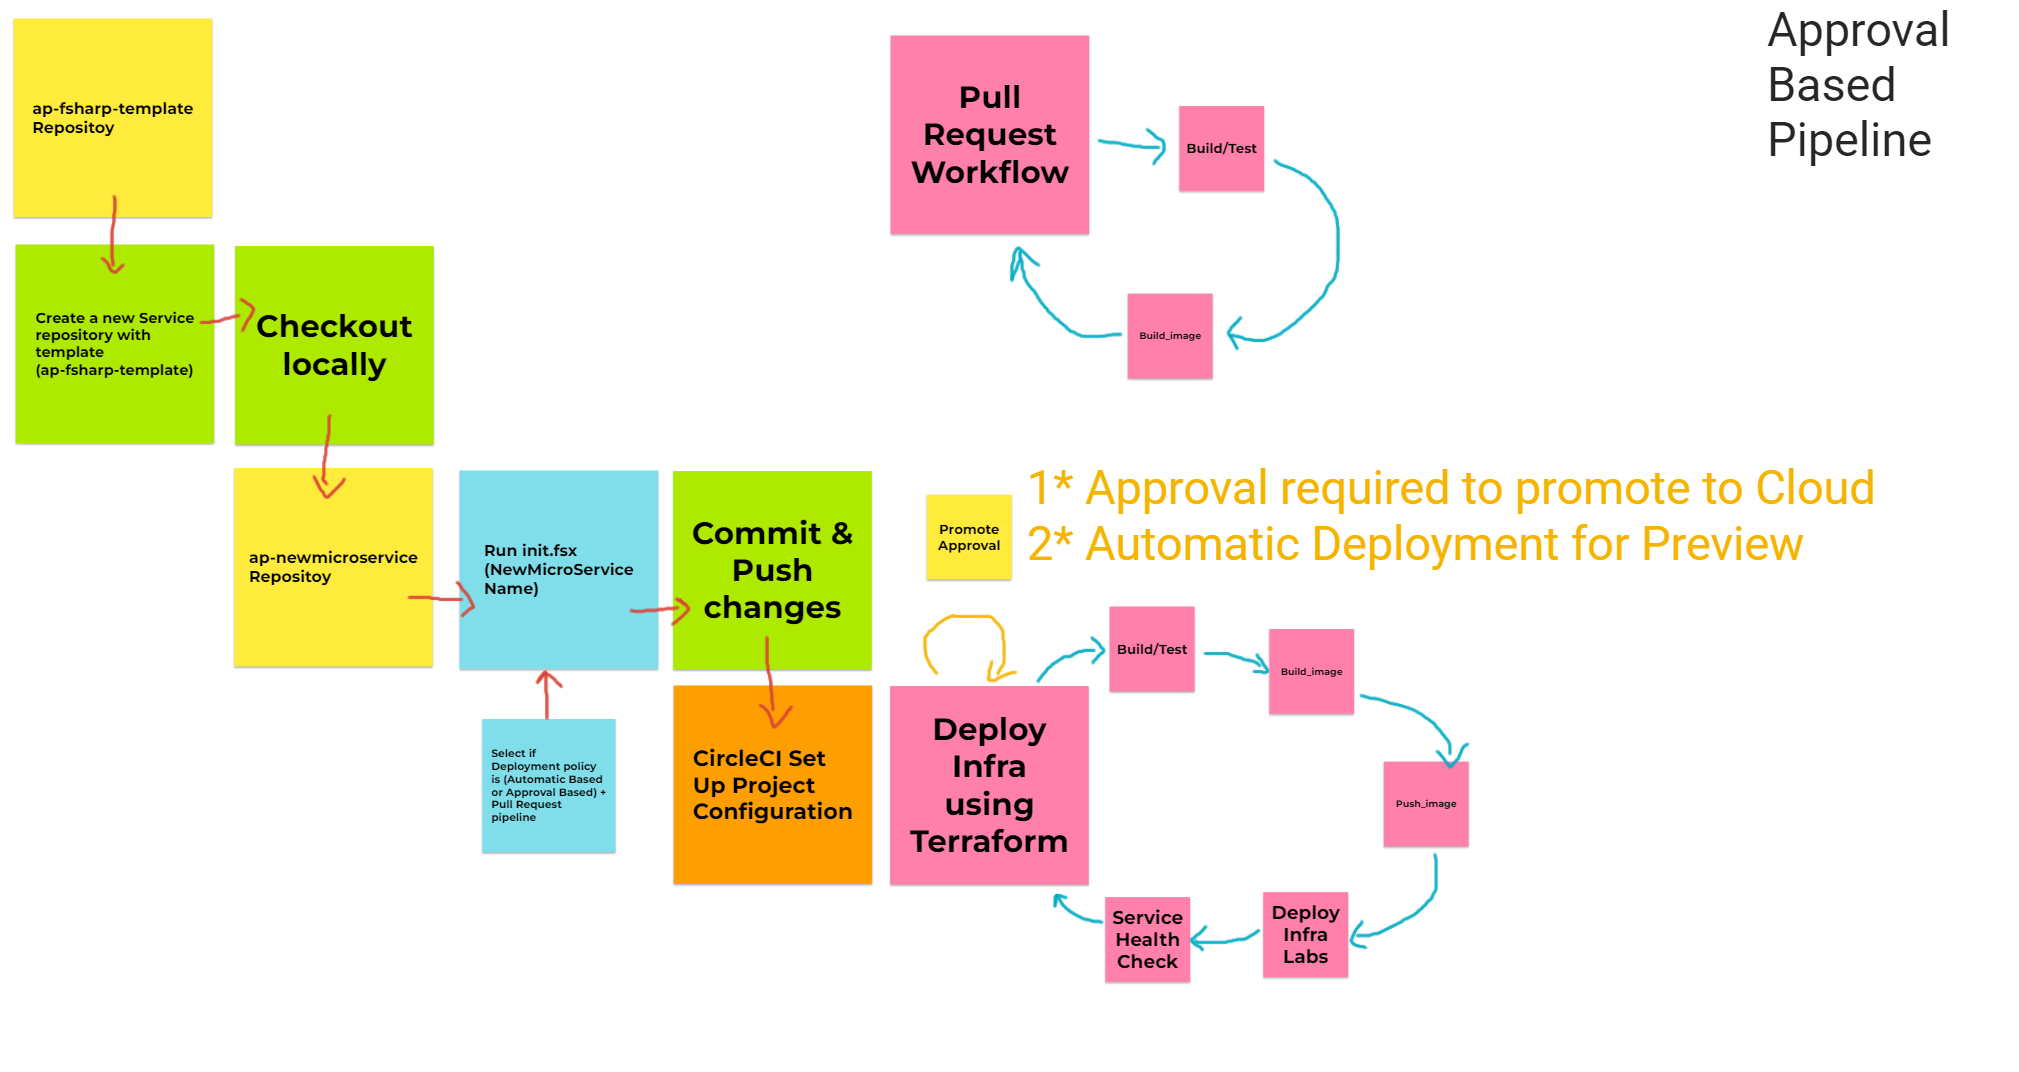 ap-fsharp-template
Repositoy
Create a new Service
repository with
template
(ap-fsharp-template)
Checkout
locally
ap-newmicroservice
Repositoy
Run init.fsx
(NewMicroService
Name)
Select if
Deployment policy
is (Automatic Based
or Approval Based) +
Pull Request
pipeline
Commit &
Push
changes
CircleCI Set
Up Project
Configuration
Pull
Request
Workflow
Build/Test
Build_image
Approval
Based
Pipeline
Promote
Approval
1* Approval required to promote to Cloud
2* Automatic Deployment for Preview
Deploy
Infra
using
Terraform
Build/Test
Build_image
Push_image
Deploy
Infra
Labs
Service
Health
Check